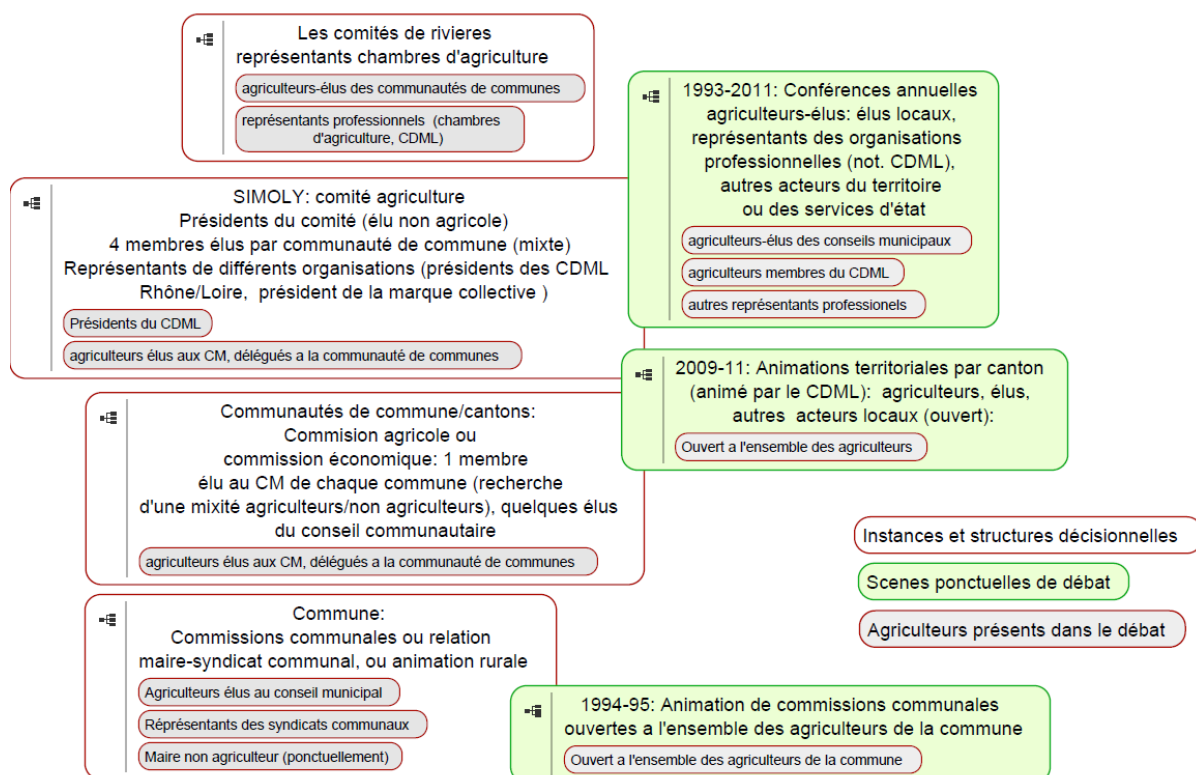 Les comités de rivieres
représentants chambres d'agriculture
agriculteurs-élus des communautés de communes
représentants professionnels (chambres
d'agriculture, CDML)
1993-2011: Conférences annuelles
agriculteurs-élus: élus locaux,
représentants des organisations
professionnelles (not. CDML),
autres acteurs du territoire
ou des services d'état
agriculteurs-élus des conseils municipaux
agriculteurs membres du CDML
autres représentants professionels
SIMOLY: comité agriculture
Présidents du comité (élu non agricole)
4 membres élus par communauté de commune (mixte)
Représentants de différents organisations (présidents des CDML
Rhône/Loire, président de la marque collective )
Présidents du CDML
agriculteurs élus aux CM, délégués a la communauté de communes
2009-11: Animations territoriales par canton
(animé par le CDML): agriculteurs, élus,
autres acteurs locaux (ouvert):
Ouvert a l'ensemble des agriculteurs
Communautés de commune/cantons:
Commision agricole ou
commission économique: 1 membre
élu au CM de chaque commune (recherche
d'une mixité agriculteurs/non agriculteurs), quelques élus
du conseil communautaire
agriculteurs élus aux CM, délégués a la communauté de communes
Instances et structures décisionnelles
Scenes ponctuelles de débat
Agriculteurs présents dans le débat
Commune:
Commissions communales ou relation
maire-syndicat communal, ou animation rurale
Agriculteurs élus au conseil municipal
Réprésentants des syndicats communaux
Maire non agriculteur (ponctuellement)
1994-95: Animation de commissions communales
ouvertes a l'ensemble des agriculteurs de la commune
Ouvert a l'ensemble des agriculteurs de la commune